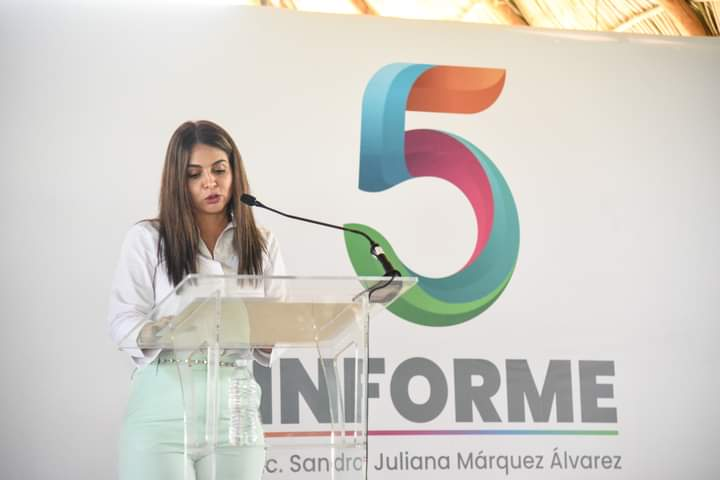 5
INFORME
c. Sandra Juliana Márquez Álvarez